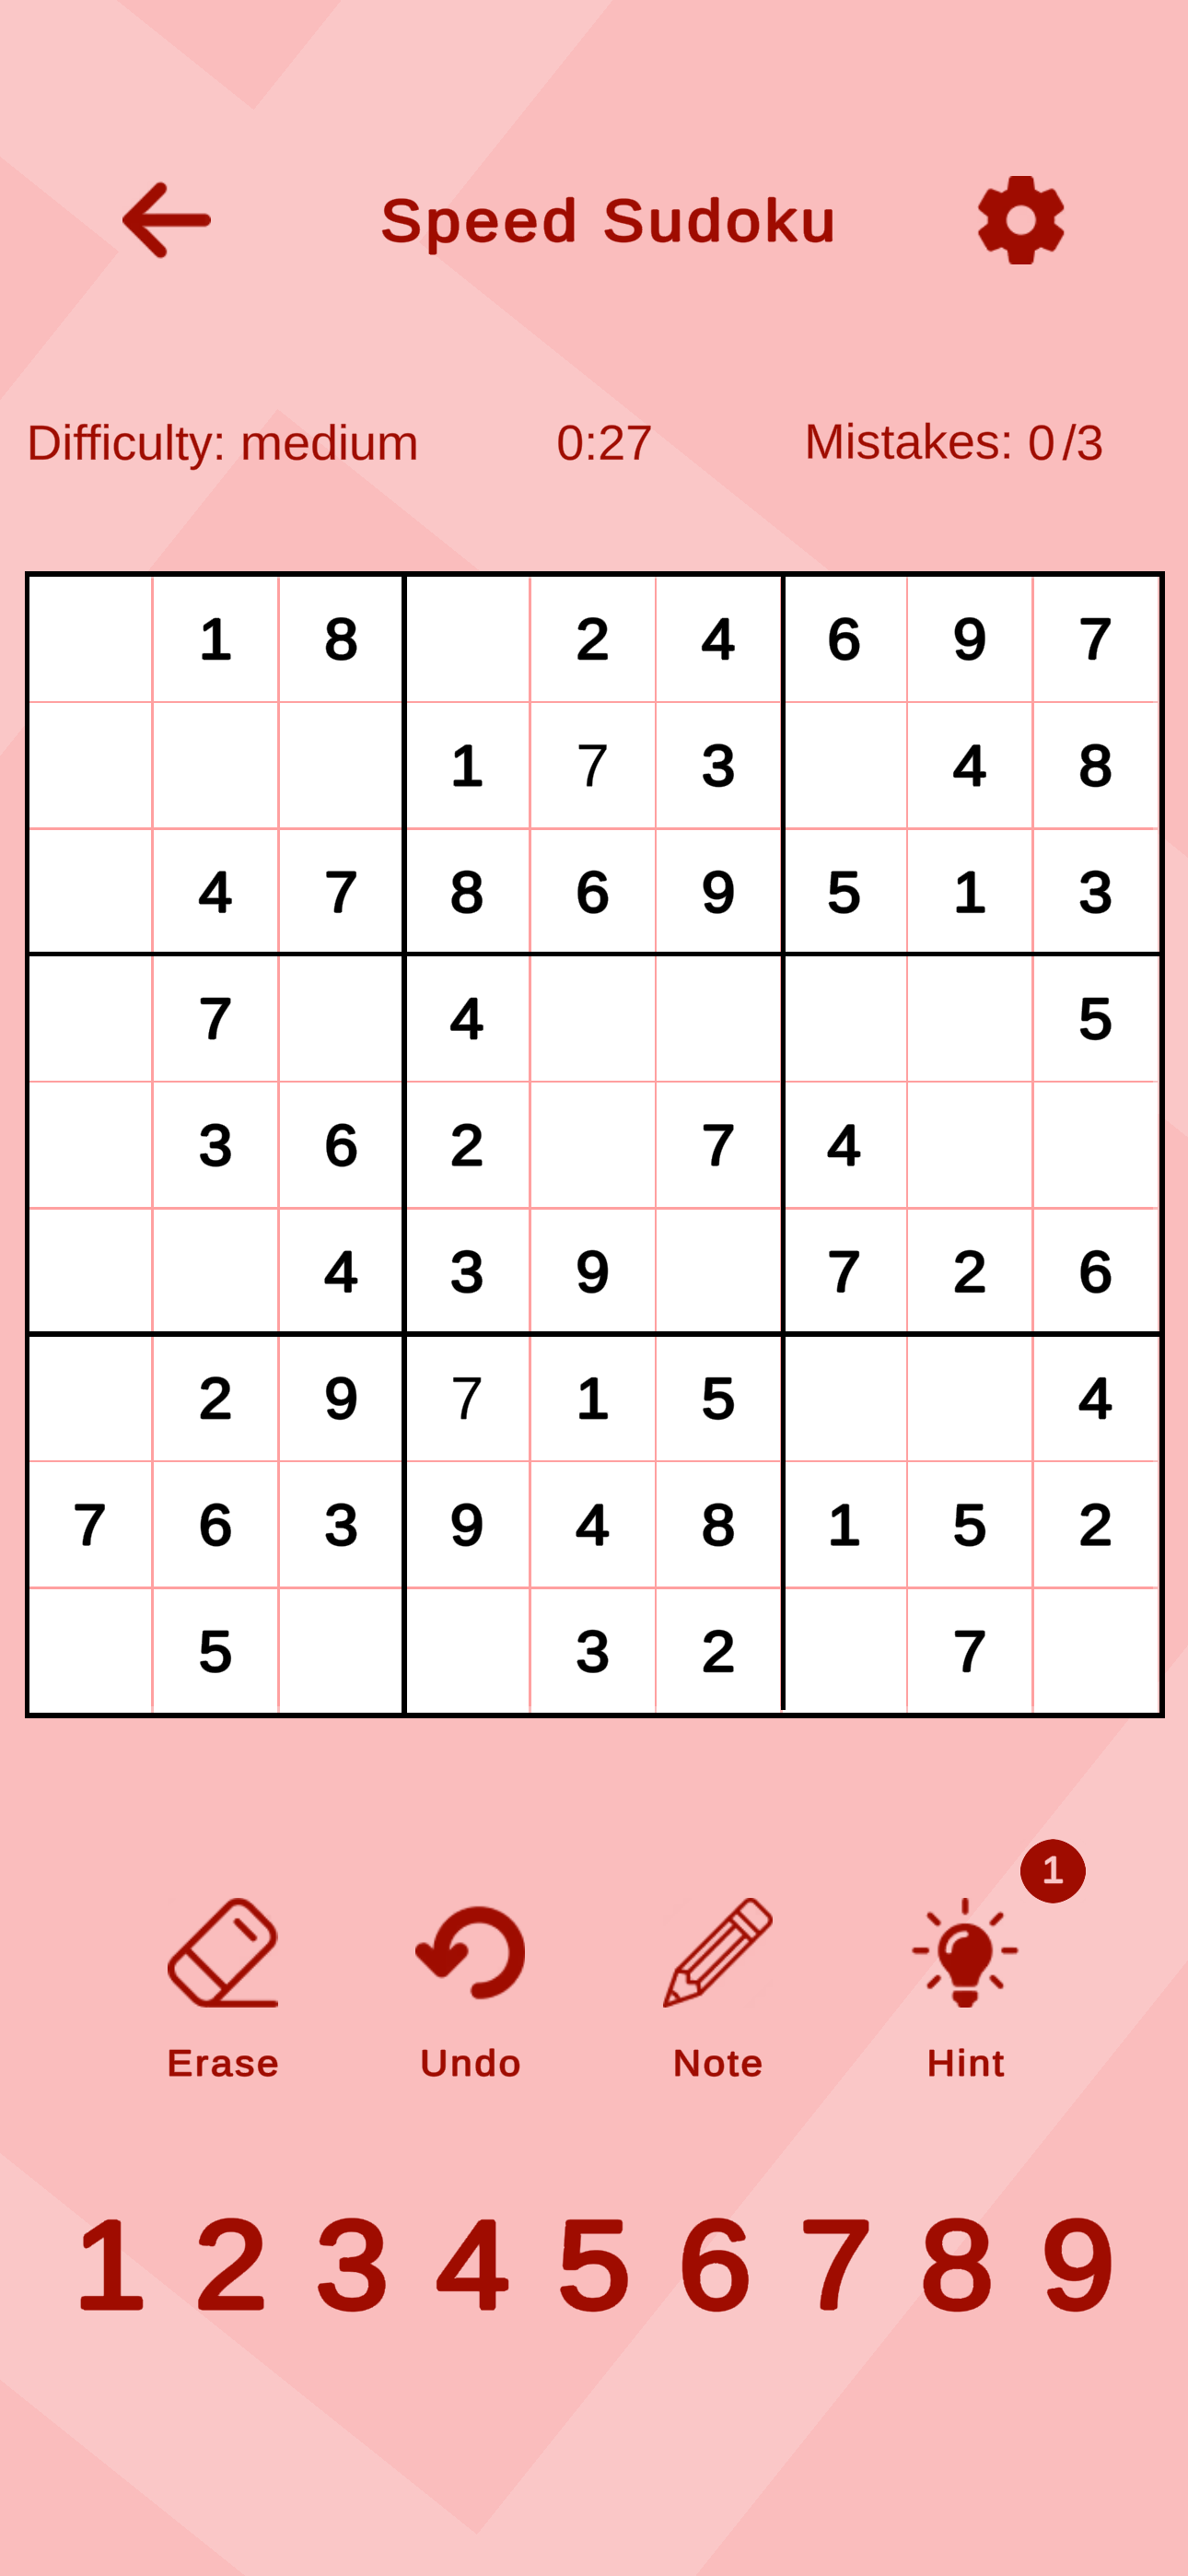 Speed Sudoku
Difficulty: medium 0:27 Mistakes: 0/3
1 8 2 4 6 9 7
1 7 3 4 8
4 7 8 6 9 5 1 3
7 4 5
3 6 2 7 4
4 3 9 7 2 6
2 9 7 1 5 4
7 6 3 9 4 8 1 5 2
5 3 2 7
1
Erase Undo Note Hint
1 2 3 4 5 6 7 8 9